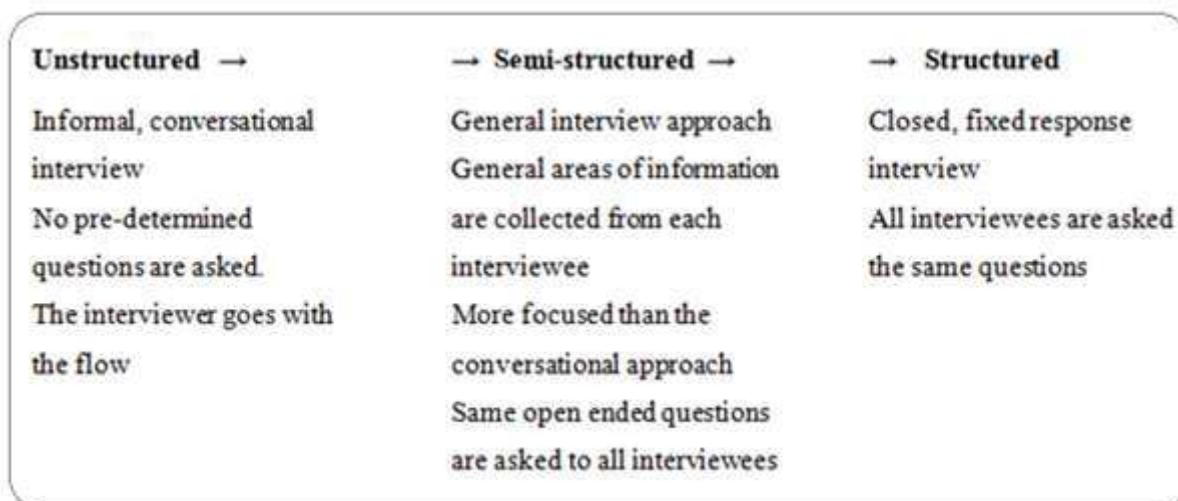 Unstructured →
Informal, conversational
interview
No pre-determined
questions are asked.
The interviewer goes with
the flow
→ Semi-structured →
General interview approach
General areas of information
are collected from each
interviewee
More focused than the
conversational approach
Same open ended questions
are asked to all interviewees
→ Structured
Closed, fixed response
interview
All interviewees are asked
the same questions